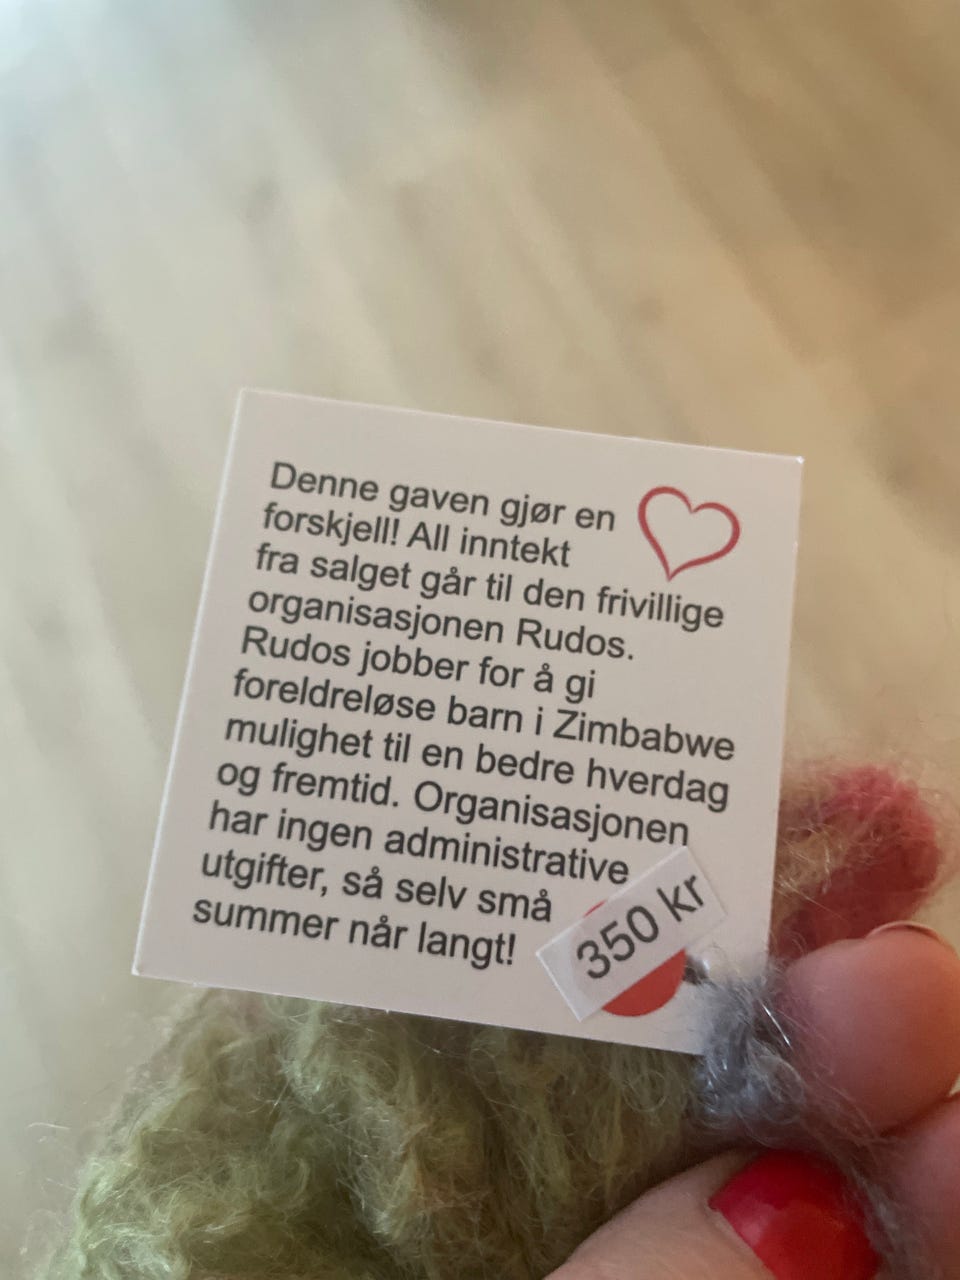 Denne gaven gjør en
forskjell! All inntekt
fra salget går til den frivillige
organisasjonen Rudos.
Rudos jobber for å gi
foreldreløse barn i Zimbabwe
mulighet til en bedre hverdag
og fremtid. Organisasjonen
har ingen administrative
utgifter, så selv små
summer når langt!
350 kr